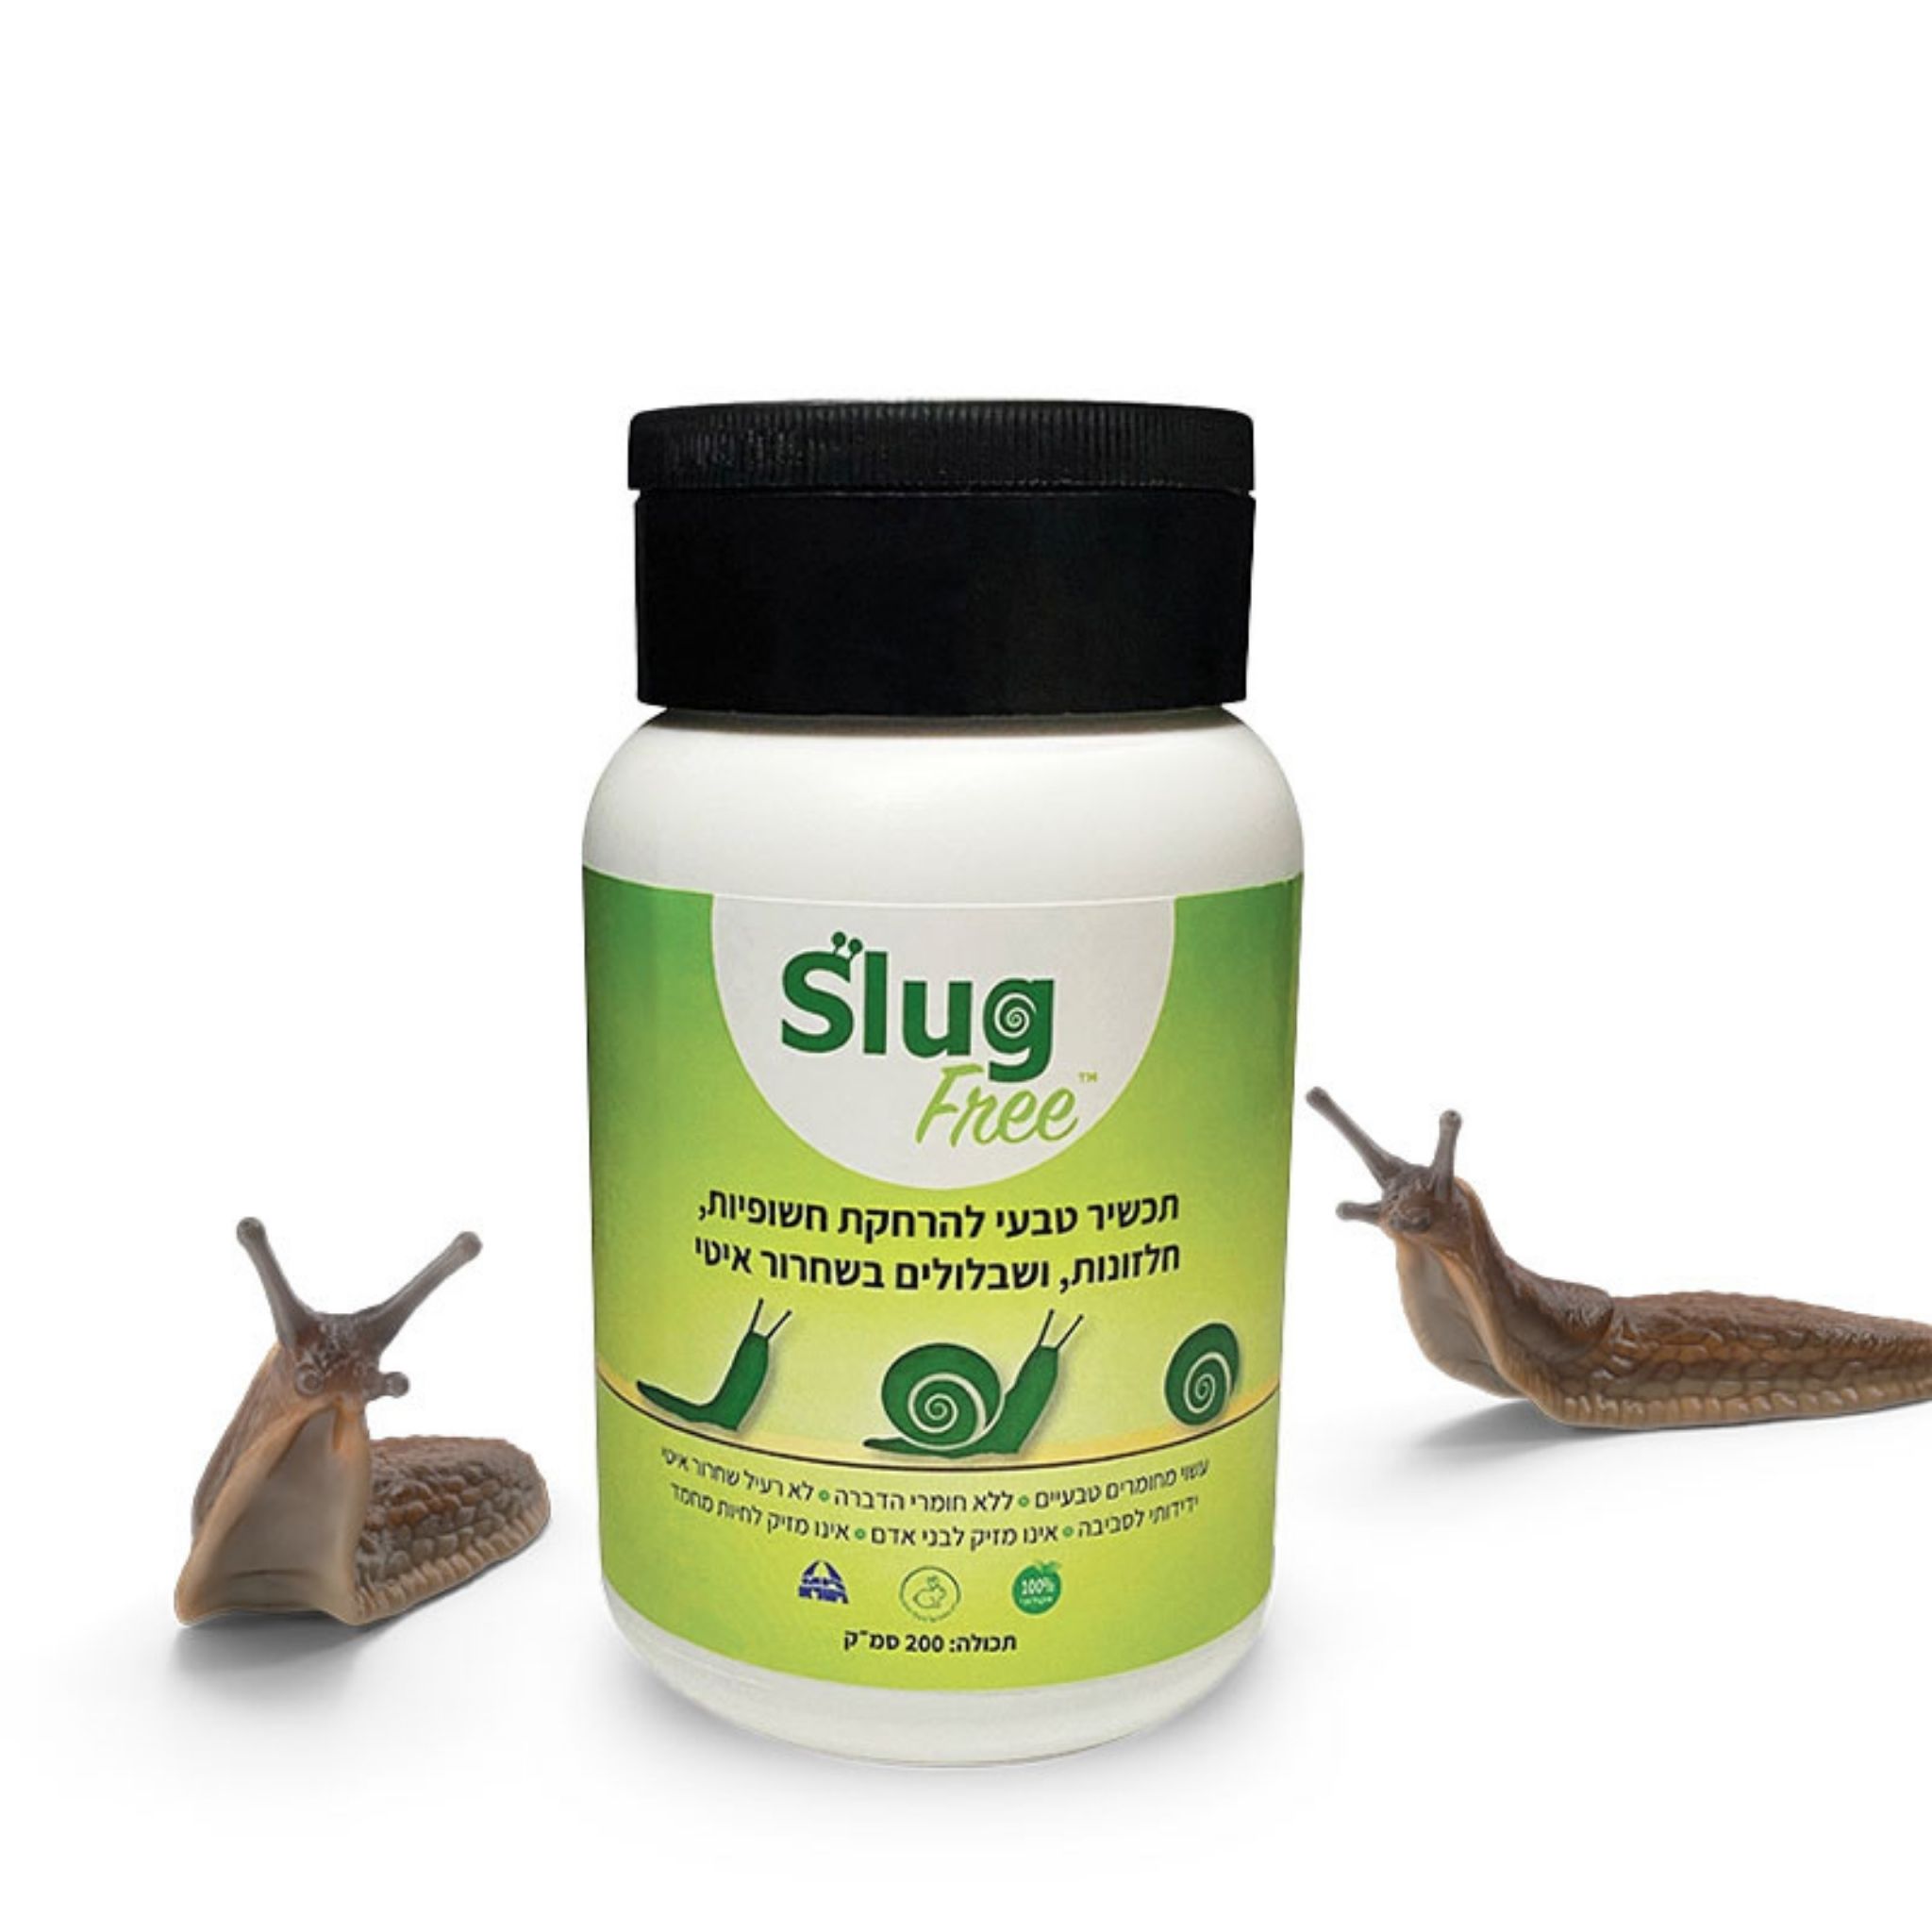 Slug
Free™
תכשיר טבעי להרחקת חשופיות,
חלזונות, ושבלולים בשחרור איטי
עשוי מחומרים טבעיים • ללא חומרי הדברה • לא רעיל שחרור איטי
ידידותי לסביבה • אינו מזיק לבני אדם • אינו מזיק לחיות מחמד
100%
תכולה: 200 סמ"ק